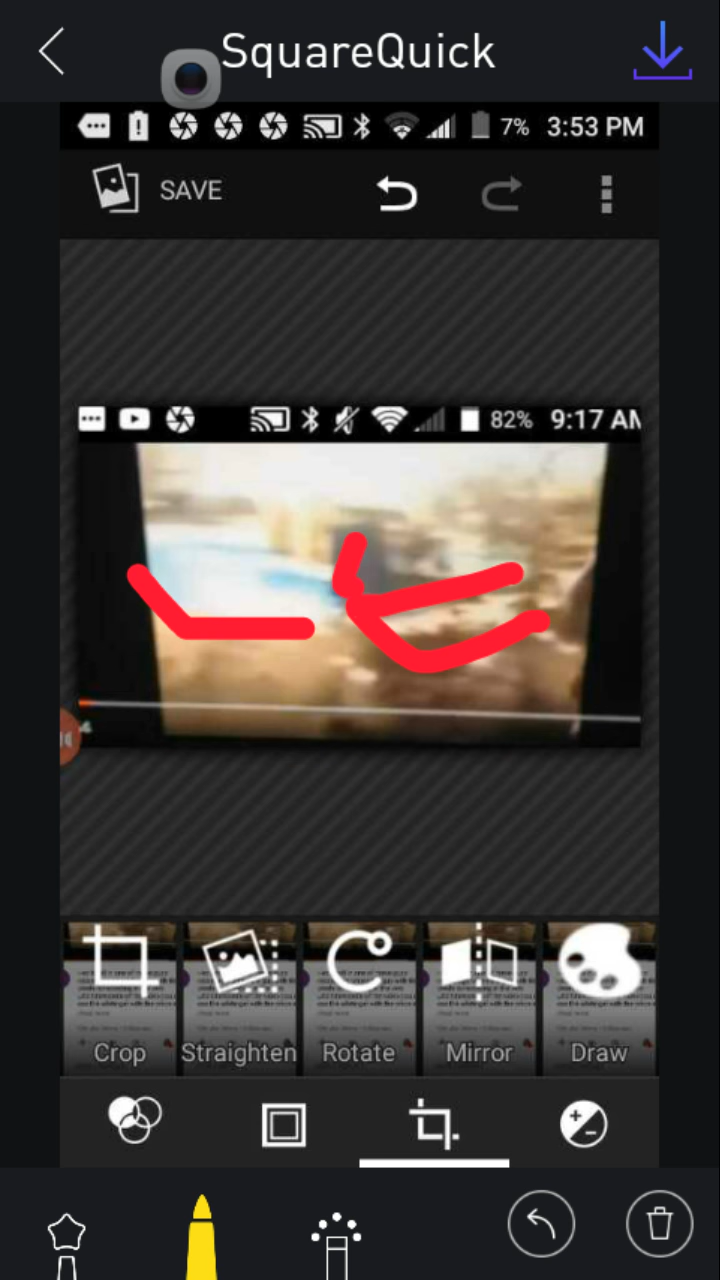 SquareQuick
7% 3:53 PM
SAVE
82% 9:17 AM
Crop Straighten Rotate Mirror Draw